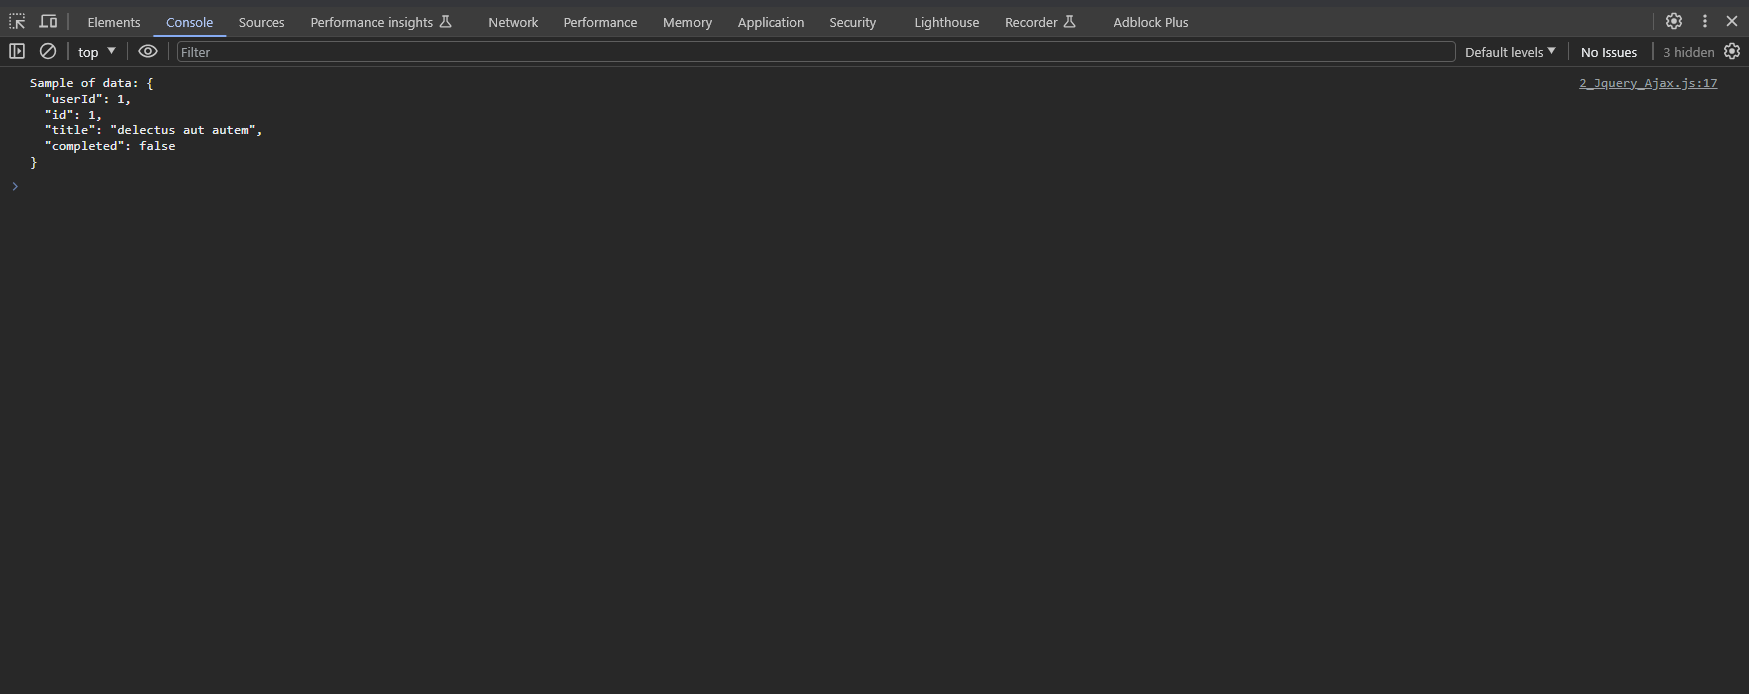 Elements Console Sources Performance insights Network Performance Memory Application Security Lighthouse Recorder Adblock Plus
top Filter Default levels No Issues 3 hidden
Sample of data: { 2_Jquery_Ajax.js:17
  "userId": 1,
  "id": 1,
  "title": "delectus aut autem",
  "completed": false
}